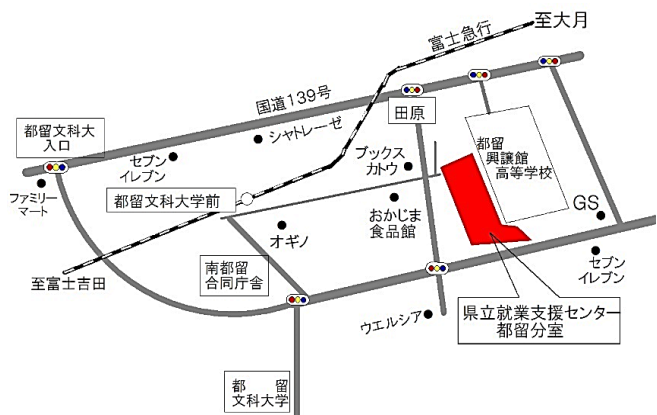 至大月
富士急行
国道139号
田原
都留文科大
入口
シャトレーゼ
セブン
イレブン
ブックス
カトウ
都留
興譲館
高等学校
ファミリー
マート
都留文科大学前
おかじま
食品館
GS
オギノ
セブン
イレブン
至富士吉田
南都留
合同庁舎
ウエルシア
県立就業支援センター
都留分室
都　留
文科大学